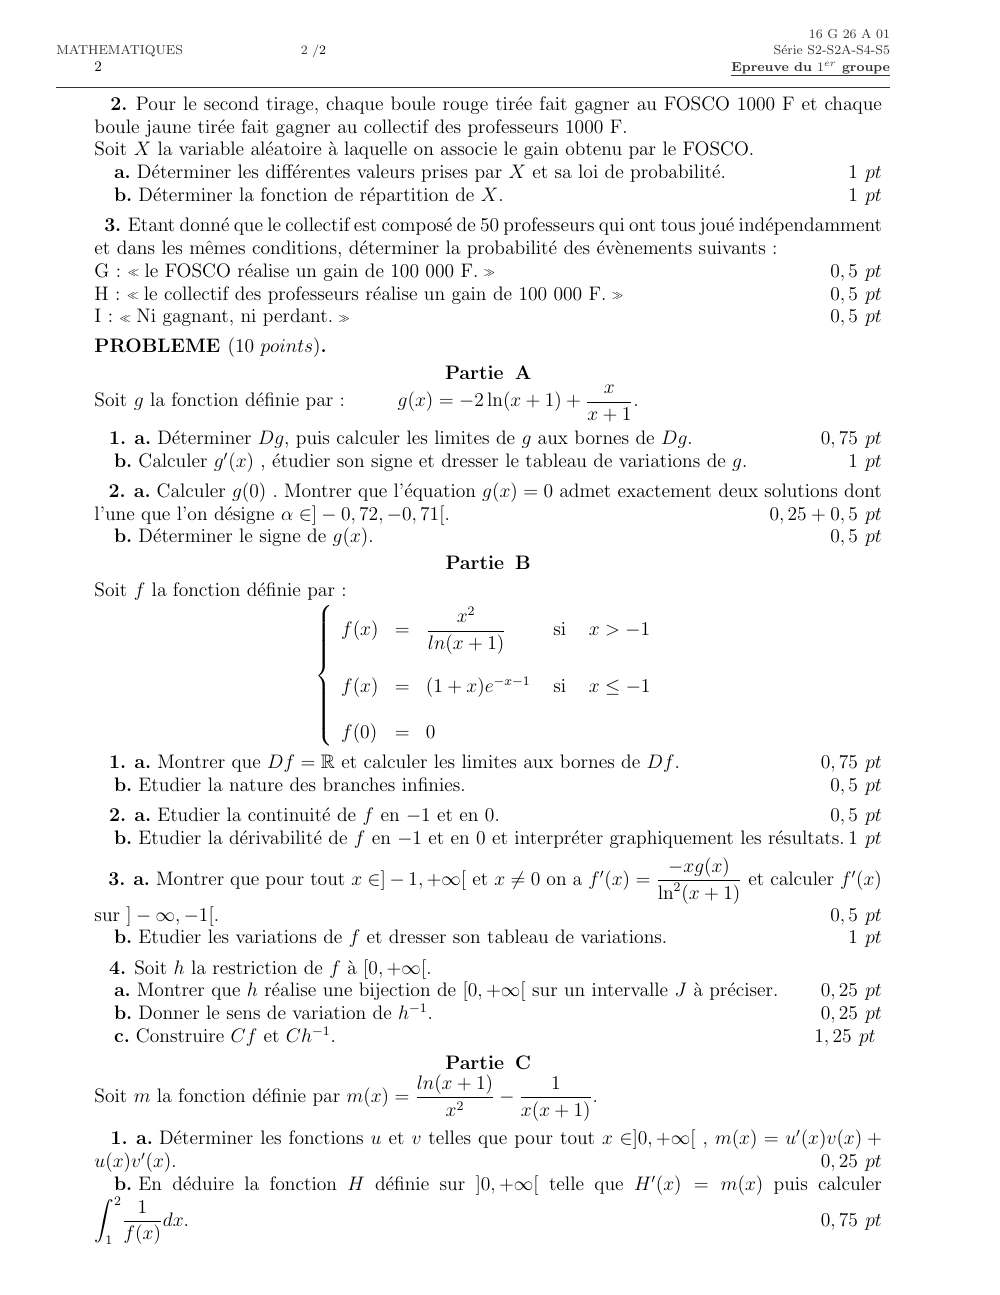 16 G 26 A 01
MATHEMATIQUES 2 /2 Série S2-S2A-S4-S5
2 Epreuve du 1er groupe
2. Pour le second tirage, chaque boule rouge tirée fait gagner au FOSCO 1000 F et chaque
boule jaune tirée fait gagner au collectif des professeurs 1000 F.
Soit X la variable aléatoire à laquelle on associe le gain obtenu par le FOSCO.
a. Déterminer les différentes valeurs prises par X et sa loi de probabilité. 1 pt
b. Déterminer la fonction de répartition de X. 1 pt
3. Etant donné que le collectif est composé de 50 professeurs qui ont tous joué indépendamment
et dans les mêmes conditions, déterminer la probabilité des évènements suivants :
G : ≪ le FOSCO réalise un gain de 100 000 F. ≫ 0, 5 pt
H : ≪ le collectif des professeurs réalise un gain de 100 000 F. ≫ 0, 5 pt
I : ≪ Ni gagnant, ni perdant. ≫ 0, 5 pt
PROBLEME (10 points).
Partie A
Soit g la fonction définie par : g(x) = −2 ln(x + 1) + x/(x + 1).
1. a. Déterminer Dg, puis calculer les limites de g aux bornes de Dg. 0, 75 pt
b. Calculer g′(x) , étudier son signe et dresser le tableau de variations de g. 1 pt
2. a. Calculer g(0) . Montrer que l'équation g(x) = 0 admet exactement deux solutions dont
l'une que l'on désigne α ∈] − 0, 72, −0, 71[. 0, 25 + 0, 5 pt
b. Déterminer le signe de g(x). 0, 5 pt
Partie B
Soit f la fonction définie par :
f(x) = x²/ln(x + 1) si x > −1
f(x) = (1 + x)e^{−x−1} si x ≤ −1
f(0) = 0
1. a. Montrer que Df = ℝ et calculer les limites aux bornes de Df. 0, 75 pt
b. Etudier la nature des branches infinies. 0, 5 pt
2. a. Etudier la continuité de f en −1 et en 0. 0, 5 pt
b. Etudier la dérivabilité de f en −1 et en 0 et interpréter graphiquement les résultats. 1 pt
3. a. Montrer que pour tout x ∈] − 1, +∞[ et x ≠ 0 on a f′(x) = −xg(x)/ln²(x + 1) et calculer f′(x)
sur ] − ∞, −1[. 0, 5 pt
b. Etudier les variations de f et dresser son tableau de variations. 1 pt
4. Soit h la restriction de f à [0, +∞[.
a. Montrer que h réalise une bijection de [0, +∞[ sur un intervalle J à préciser. 0, 25 pt
b. Donner le sens de variation de h⁻¹. 0, 25 pt
c. Construire Cf et Ch⁻¹. 1, 25 pt
Partie C
Soit m la fonction définie par m(x) = ln(x + 1)/x² − 1/(x(x + 1)).
1. a. Déterminer les fonctions u et v telles que pour tout x ∈]0, +∞[ , m(x) = u′(x)v(x) +
u(x)v′(x). 0, 25 pt
b. En déduire la fonction H définie sur ]0, +∞[ telle que H′(x) = m(x) puis calculer
∫₁² 1/f(x) dx. 0, 75 pt